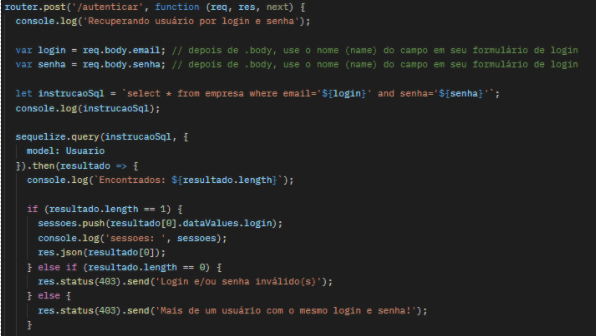 router.post('/autenticar', function (req, res, next) {
console.log('Recuperando usuário por login e senha');
var login = req.body.email; // depois de .body, use o nome (name) do campo em seu formulário de login
var senha = req.body.senha; // depois de .body, use o nome (name) do campo em seu formulário de login
let instrucaoSql = `select * from empresa where email='${login}' and senha='${senha}'`;
console.log(instrucaoSql);
sequelize.query(instrucaoSql, {
model: Usuario
}).then(resultado => {
console.log(`Encontrados: ${resultado.length}`);
if (resultado.length == 1) {
sessoes.push(resultado[0].dataValues.login);
console.log('sessoes: ', sessoes);
res.json(resultado[0]);
} else if (resultado.length == 0) {
res.status(403).send('Login e/ou senha inválido(s)');
} else {
res.status(403).send('Mais de um usuário com o mesmo login e senha!');
}